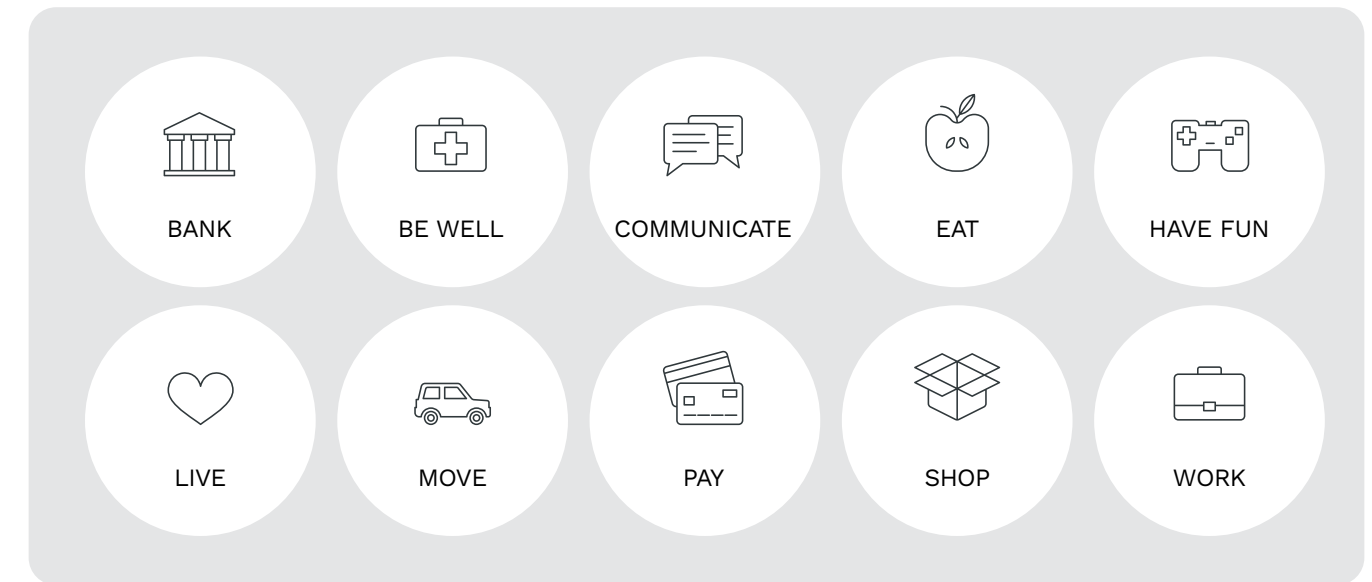 BANK
BE WELL
COMMUNICATE
EAT
HAVE FUN
LIVE
MOVE
PAY
SHOP
WORK